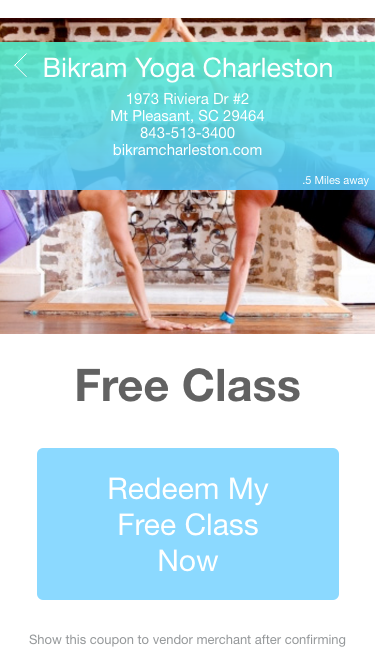 Bikram Yoga Charleston
1973 Riviera Dr #2
Mt Pleasant, SC 29464
843-513-3400
bikramcharleston.com
.5 Miles away
Free Class
Redeem My
Free Class
Now
Show this coupon to vendor merchant after confirming